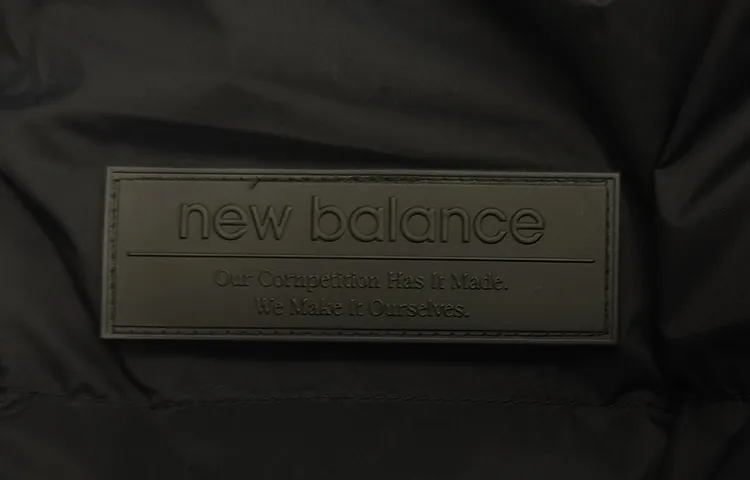 new balance
Our Competition Has It Made.
We Make It Ourselves.